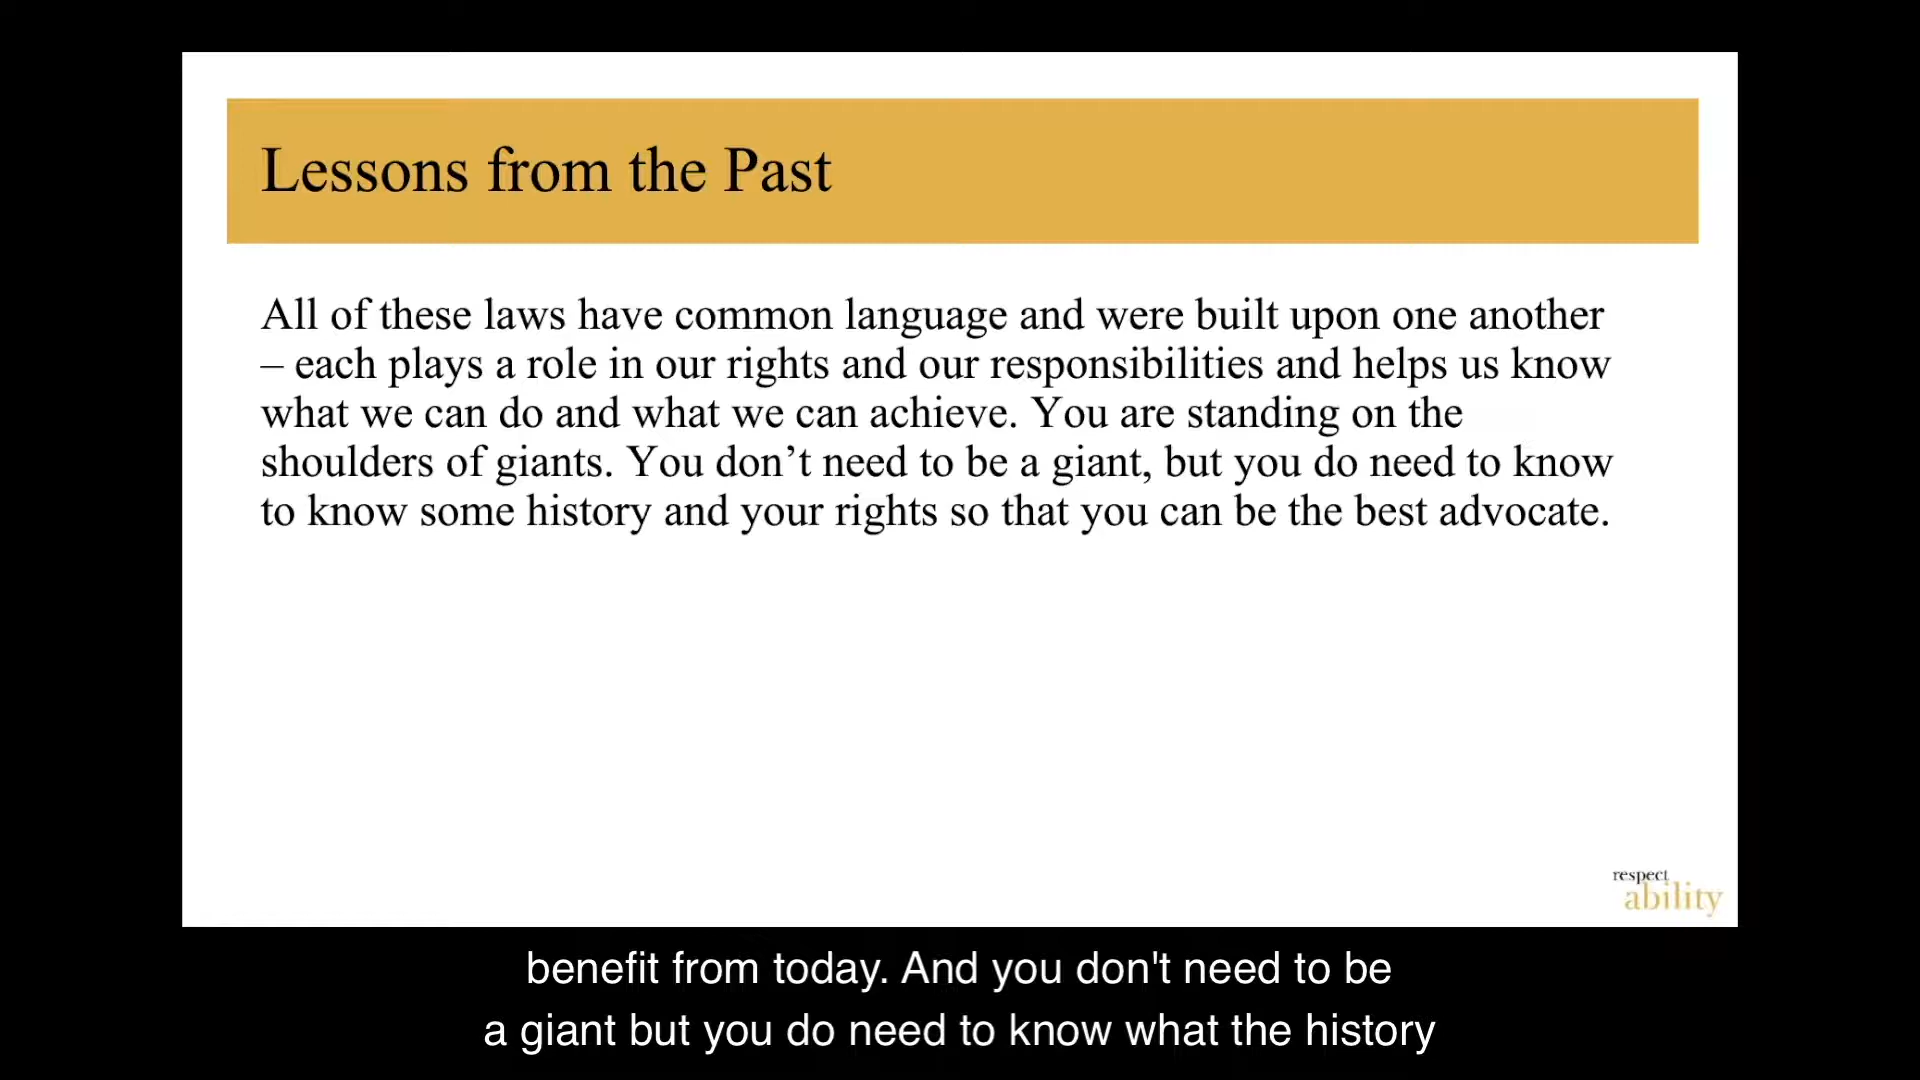 Lessons from the Past
All of these laws have common language and were built upon one another
– each plays a role in our rights and our responsibilities and helps us know
what we can do and what we can achieve. You are standing on the
shoulders of giants. You don’t need to be a giant, but you do need to know
to know some history and your rights so that you can be the best advocate.
respect
ability
benefit from today. And you don't need to be
a giant but you do need to know what the history